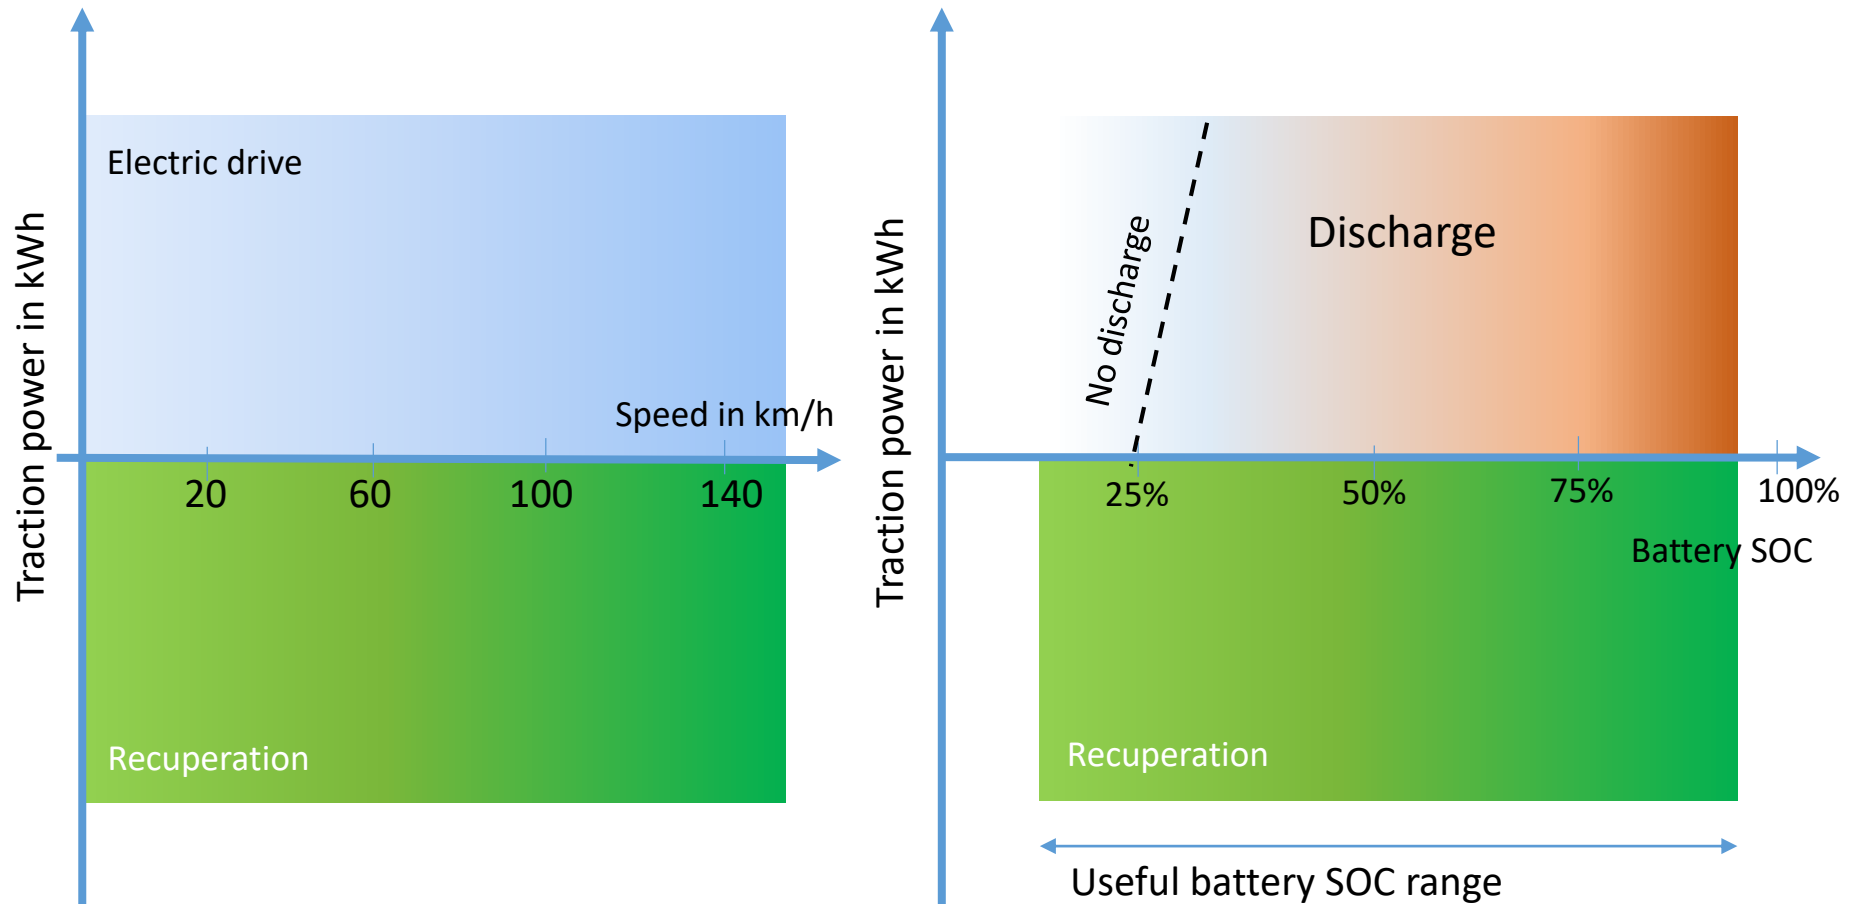 Traction power in kWh
Electric drive
Speed in km/h
20
60
100
140
Recuperation
Traction power in kWh
No discharge
Discharge
25%
50%
75%
100%
Battery SOC
Recuperation
Useful battery SOC range